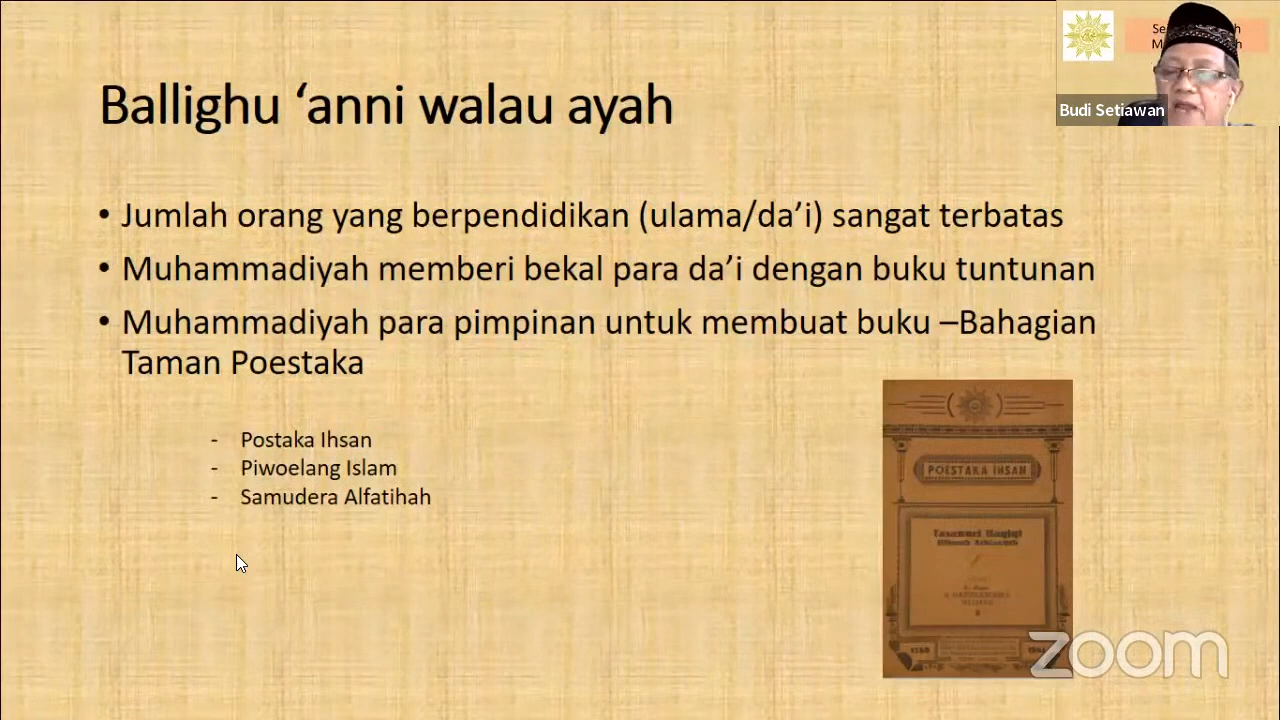 Ballighu ‘anni walau ayah
Budi Setiawan
• Jumlah orang yang berpendidikan (ulama/da’i) sangat terbatas
• Muhammadiyah memberi bekal para da’i dengan buku tuntunan
• Muhammadiyah para pimpinan untuk membuat buku –Bahagian
Taman Poestaka
- Postaka Ihsan
- Piwoelang Islam
- Samudera Alfatihah
POESTAKA IHSAN
zoom